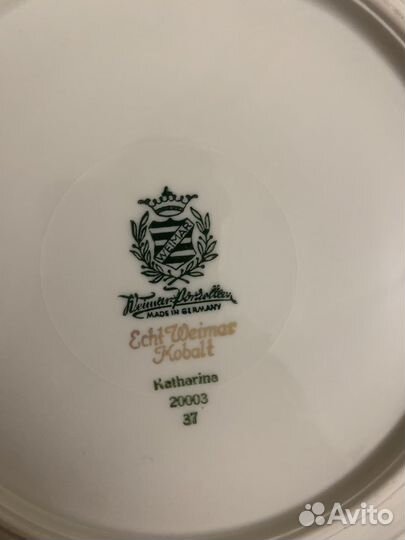 WEIMAR
Weimar Porzellan
MADE IN GERMANY
Echt Weimar
Kobalt
Katharina
20003
37
Avito